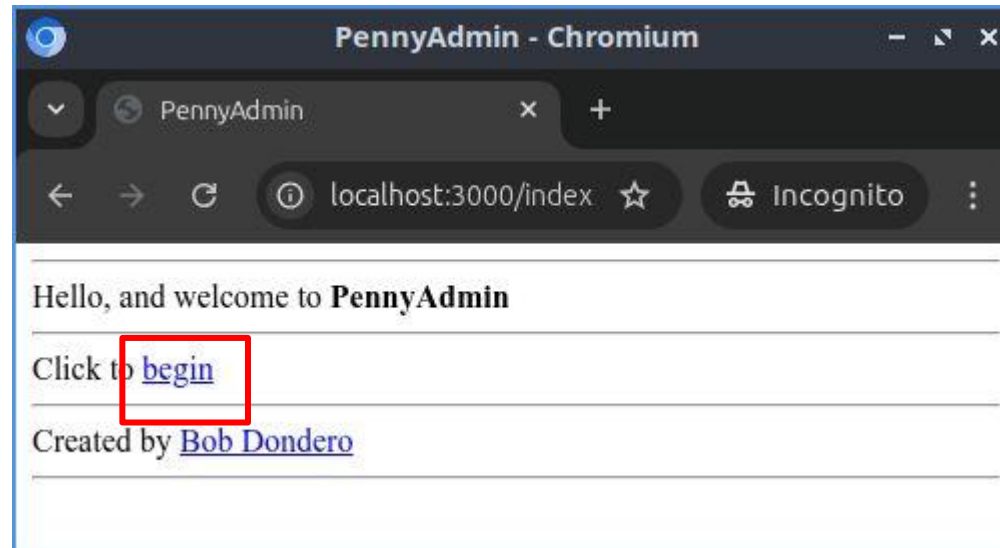 PennyAdmin - Chromium
PennyAdmin
localhost:3000/index Incognito
Hello, and welcome to PennyAdmin
Click to begin
Created by Bob Dondero